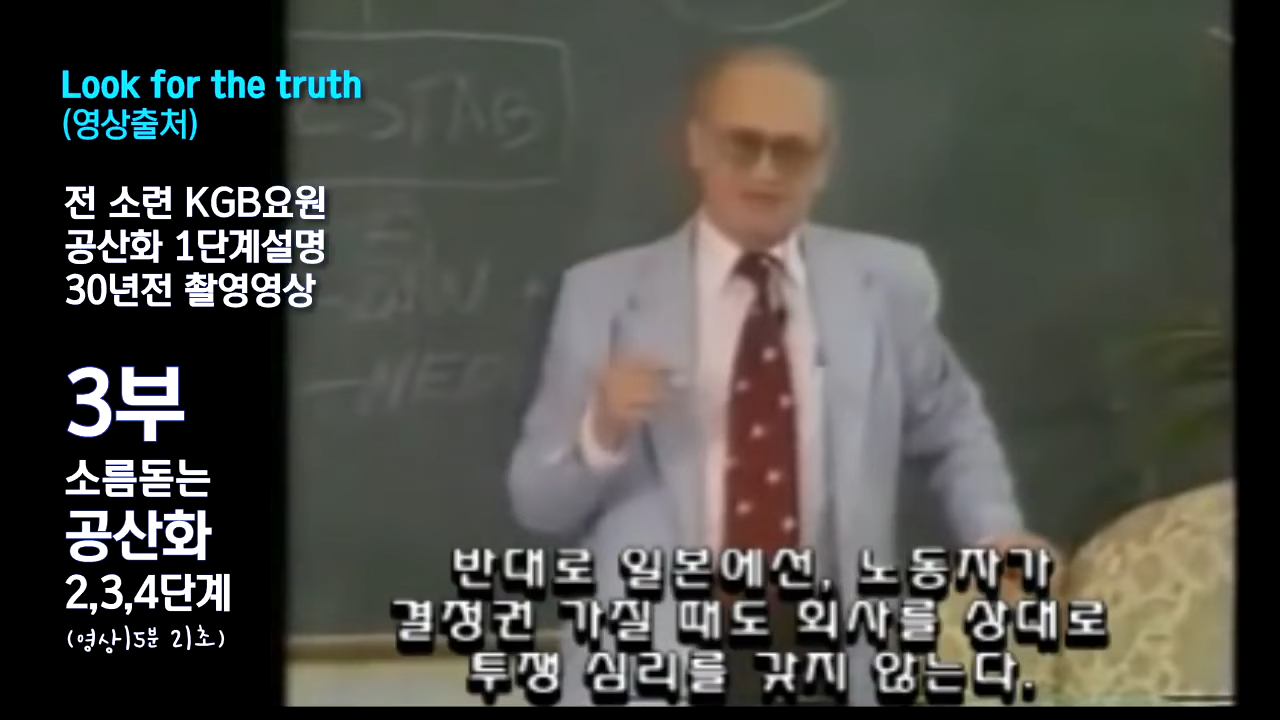 Look for the truth
(영상출처)
전 소련 KGB요원
공산화 1단계설명
30년전 촬영영상
3부
소름돋는
공산화
2,3,4단계
(영상15분 21초)
STAB
반대로 일본에선, 노동자가
결정권 가질 때도 회사를 상대로
투쟁 심리를 갖지 않는다.